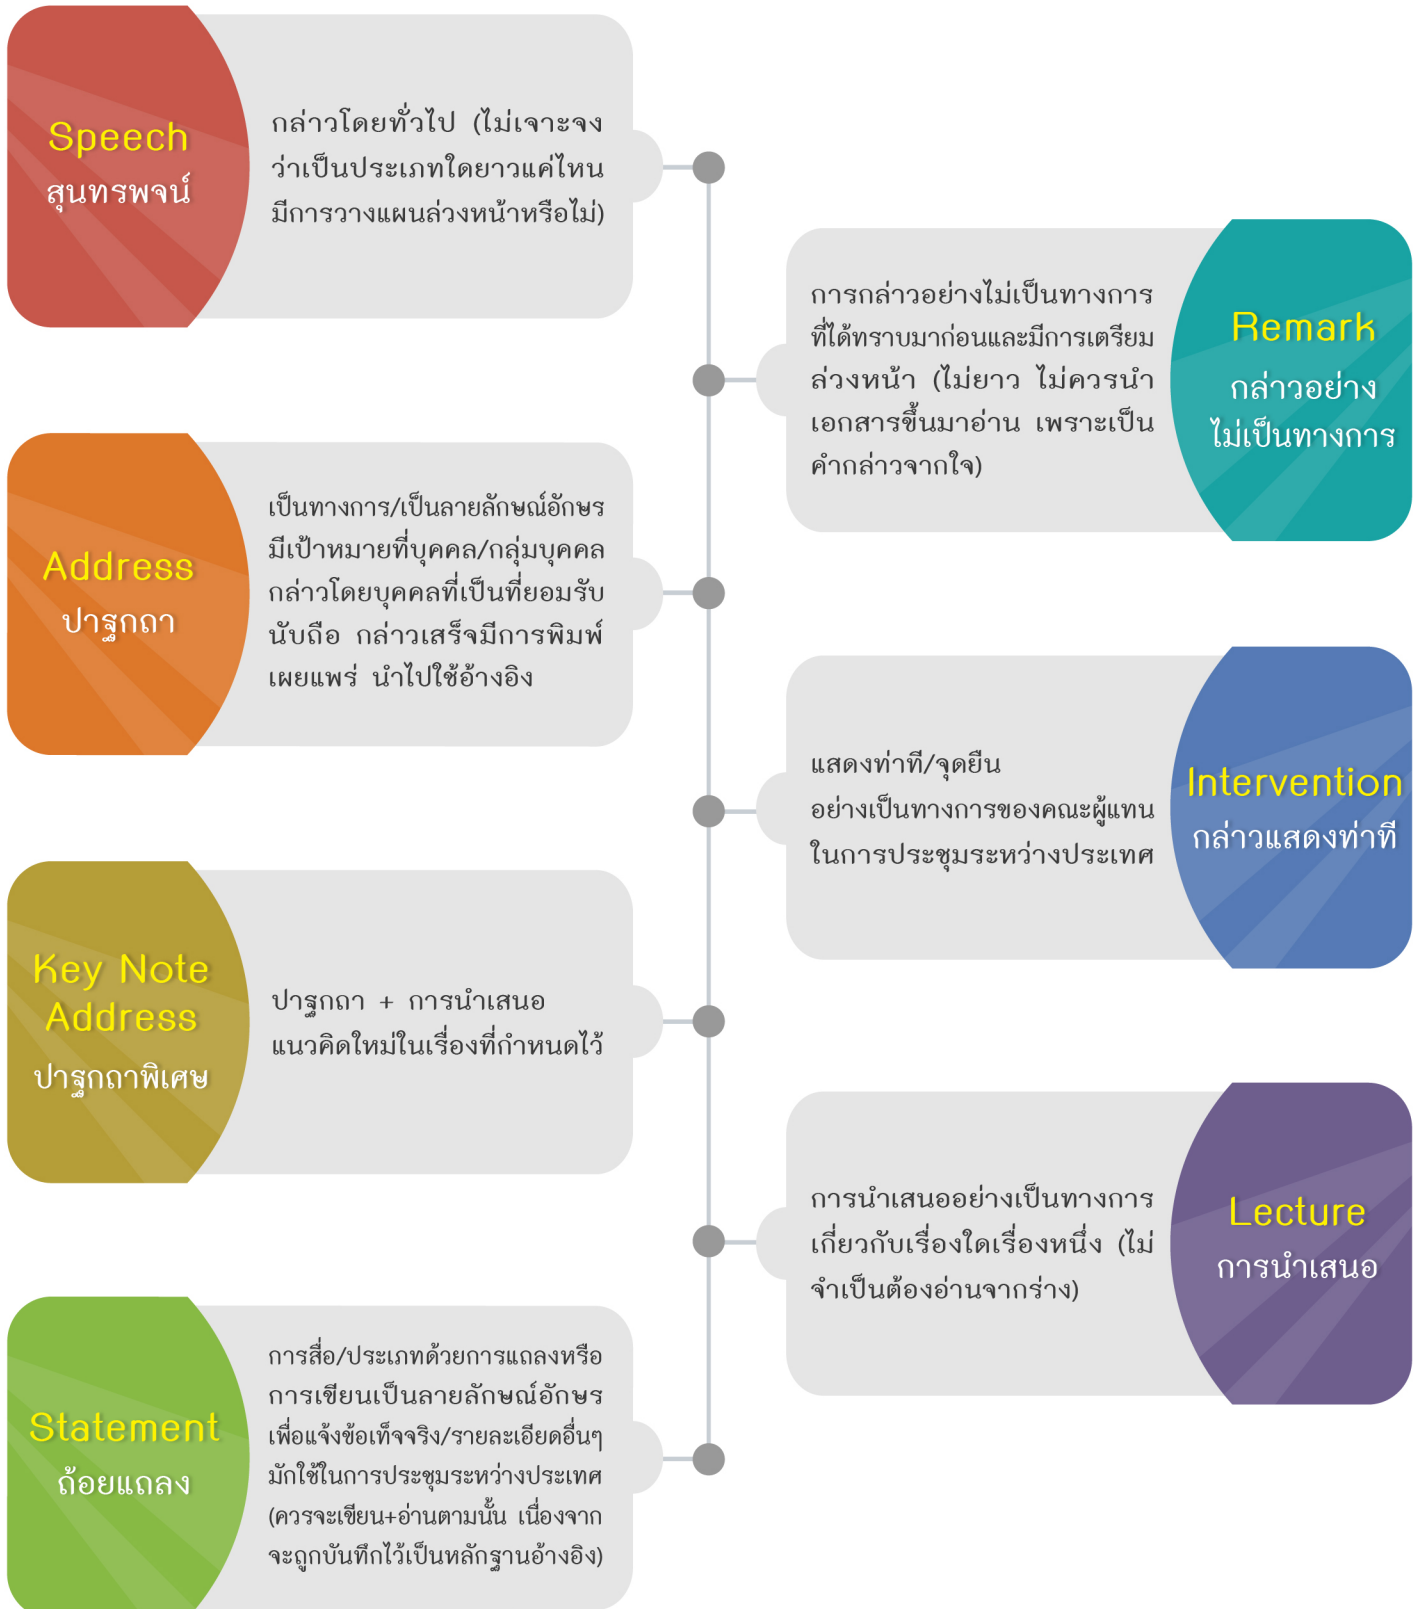 Speech
สุนทรพจน์
กล่าวโดยทั่วไป (ไม่เจาะจง
ว่าเป็นประเภทใดยาวแค่ไหน
มีการวางแผนล่วงหน้าหรือไม่)
การกล่าวอย่างไม่เป็นทางการ
ที่ได้ทราบมาก่อนและมีการเตรียม
ล่วงหน้า (ไม่ยาว ไม่ควรนำ
เอกสารขึ้นมาอ่าน เพราะเป็น
คำกล่าวจากใจ)
Remark
กล่าวอย่าง
ไม่เป็นทางการ
Address
ปาฐกถา
เป็นทางการ/เป็นลายลักษณ์อักษร
มีเป้าหมายที่บุคคล/กลุ่มบุคคล
กล่าวโดยบุคคลที่เป็นที่ยอมรับ
นับถือ กล่าวเสร็จมีการพิมพ์
เผยแพร่ นำไปใช้อ้างอิง
แสดงท่าที/จุดยืน
อย่างเป็นทางการของคณะผู้แทน
ในการประชุมระหว่างประเทศ
Intervention
กล่าวแสดงท่าที
Key Note
Address
ปาฐกถาพิเศษ
ปาฐกถา + การนำเสนอ
แนวคิดใหม่ในเรื่องที่กำหนดไว้
การนำเสนออย่างเป็นทางการ
เกี่ยวกับเรื่องใดเรื่องหนึ่ง (ไม่
จำเป็นต้องอ่านจากร่าง)
Lecture
การนำเสนอ
Statement
ถ้อยแถลง
การสื่อ/ประเภทด้วยการแถลงหรือ
การเขียนเป็นลายลักษณ์อักษร
เพื่อแจ้งข้อเท็จจริง/รายละเอียดอื่นๆ
มักใช้ในการประชุมระหว่างประเทศ
(ควรจะเขียน+อ่านตามนั้น เนื่องจาก
จะถูกบันทึกไว้เป็นหลักฐานอ้างอิง)